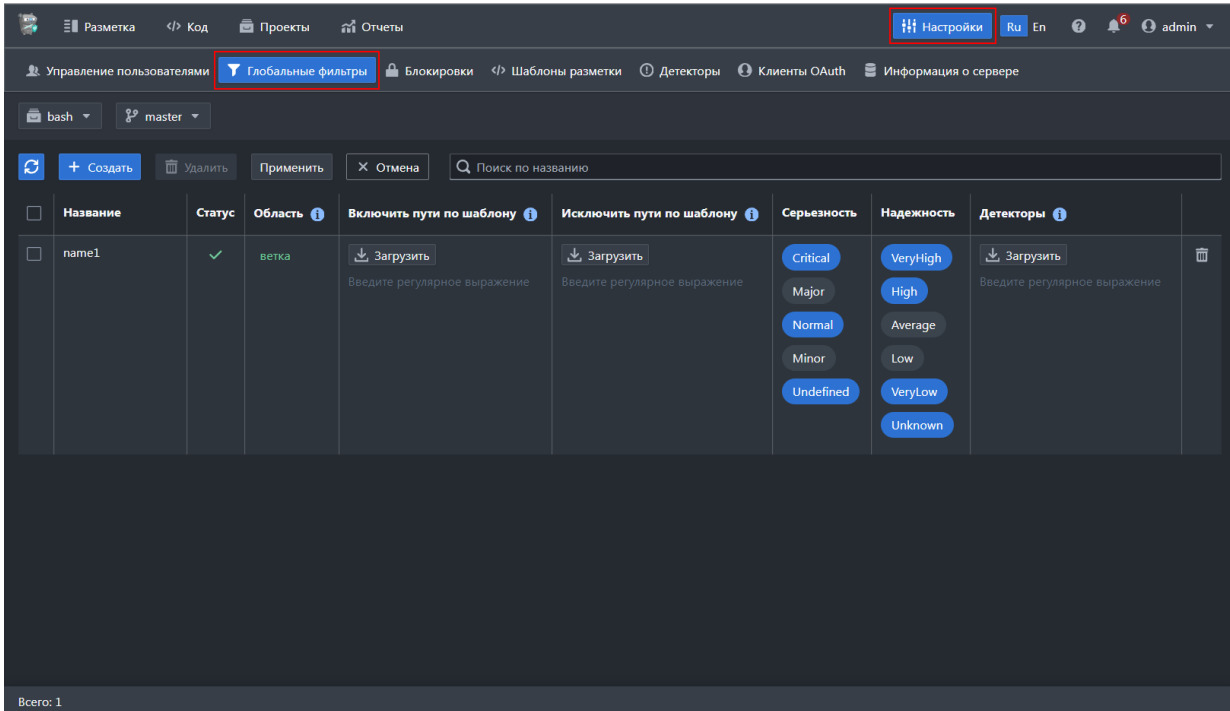 Разметка </> Код Проекты Отчеты Настройки Ru En 6 admin
Управление пользователями Глобальные фильтры Блокировки </> Шаблоны разметки Детекторы Клиенты OAuth Информация о сервере
bash master
+ Создать Удалить Применить × Отмена Поиск по названию
Название Статус Область Включить пути по шаблону Исключить пути по шаблону Серьезность Надежность Детекторы
name1 ветка Загрузить Загрузить Critical VeryHigh Загрузить
Введите регулярное выражение Введите регулярное выражение Введите регулярное выражение
Major High
Normal Average
Minor Low
Undefined VeryLow
Unknown
Всего: 1